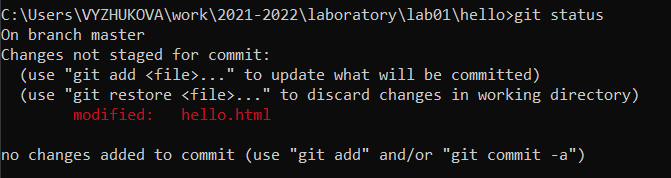 C:\Users\VYZHUKOVA\work\2021-2022\laboratory\lab01\hello>git status
On branch master
Changes not staged for commit:
  (use "git add <file>..." to update what will be committed)
  (use "git restore <file>..." to discard changes in working directory)
        modified:   hello.html
no changes added to commit (use "git add" and/or "git commit -a")